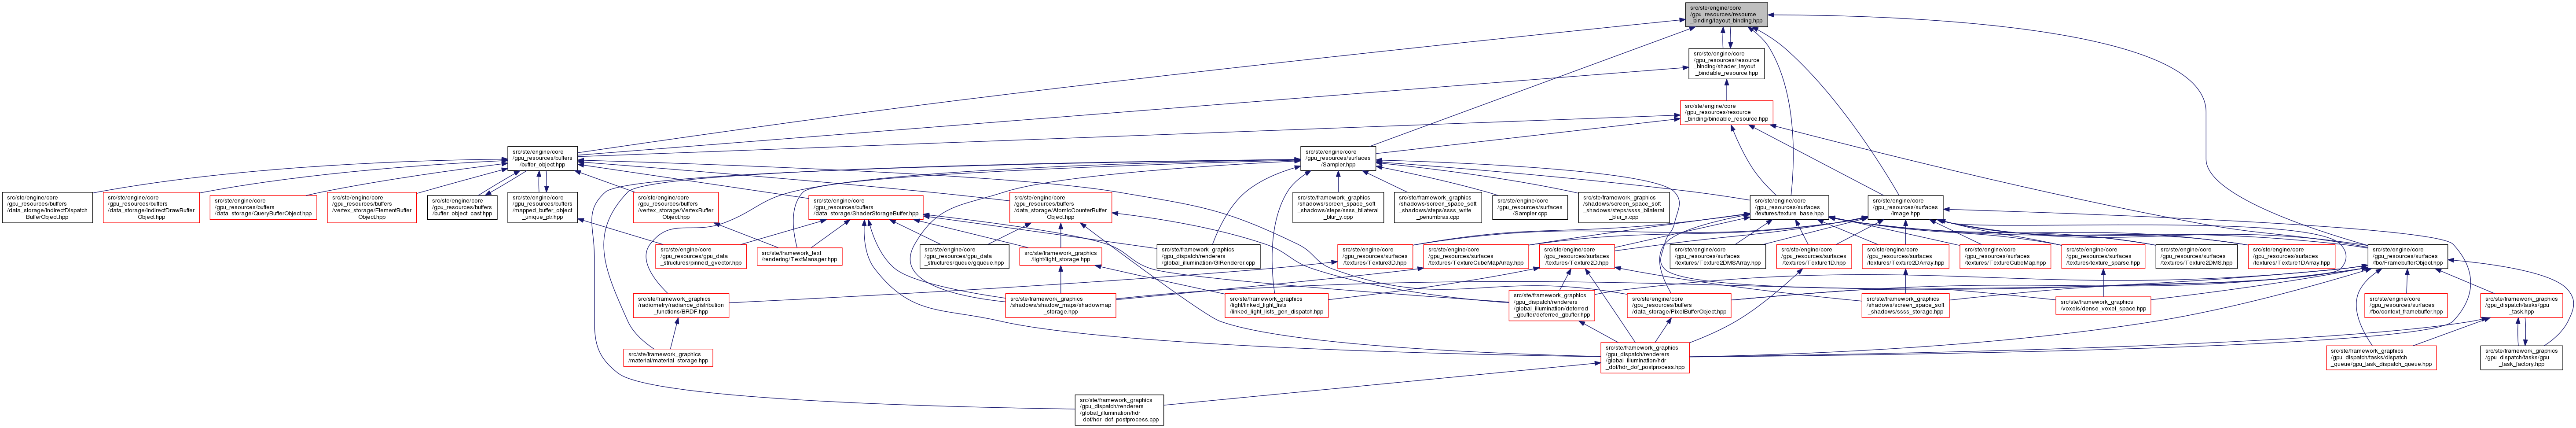 src/ste/engine/core
/gpu_resources/resource
_binding/layout_binding.hpp
src/ste/engine/core
/gpu_resources/resource
_binding/shader_layout
_bindable_resource.hpp
src/ste/engine/core
/gpu_resources/resource
_binding/bindable_resource.hpp
src/ste/engine/core
/gpu_resources/buffers
/buffer_object.hpp
src/ste/engine/core
/gpu_resources/surfaces
/Sampler.hpp
src/ste/engine/core
/gpu_resources/buffers
/data_storage/IndirectDispatch
BufferObject.hpp
src/ste/engine/core
/gpu_resources/buffers
/data_storage/IndirectDrawBuffer
Object.hpp
src/ste/engine/core
/gpu_resources/buffers
/data_storage/QueryBufferObject.hpp
src/ste/engine/core
/gpu_resources/buffers
/vertex_storage/ElementBuffer
Object.hpp
src/ste/engine/core
/gpu_resources/buffers
/buffer_object_cast.hpp
src/ste/engine/core
/gpu_resources/buffers
/mapped_buffer_object
_unique_ptr.hpp
src/ste/engine/core
/gpu_resources/buffers
/vertex_storage/VertexBuffer
Object.hpp
src/ste/engine/core
/gpu_resources/buffers
/data_storage/ShaderStorageBuffer.hpp
src/ste/engine/core
/gpu_resources/buffers
/data_storage/AtomicCounterBuffer
Object.hpp
src/ste/framework_graphics
/shadows/screen_space_soft
_shadows/steps/ssss_bilateral
_blur_y.cpp
src/ste/framework_graphics
/shadows/screen_space_soft
_shadows/steps/ssss_write
_penumbras.cpp
src/ste/engine/core
/gpu_resources/surfaces
/Sampler.cpp
src/ste/framework_graphics
/shadows/screen_space_soft
_shadows/steps/ssss_bilateral
_blur_x.cpp
src/ste/engine/core
/gpu_resources/surfaces
/textures/texture_base.hpp
src/ste/engine/core
/gpu_resources/surfaces
/image.hpp
src/ste/engine/core
/resources/gpu_data
_structures/pinned_gvector.hpp
src/ste/framework_text
/rendering/TextManager.hpp
src/ste/engine/core
/resources/gpu_data
_structures/queue/gqueue.hpp
src/ste/framework_graphics
/light/light_storage.hpp
src/ste/framework_graphics
/gpu_dispatch/renderers
/global_illumination/GIRenderer.cpp
src/ste/engine/core
/gpu_resources/surfaces
/textures/Texture3D.hpp
src/ste/engine/core
/gpu_resources/surfaces
/textures/TextureCubeMapArray.hpp
src/ste/engine/core
/gpu_resources/surfaces
/textures/Texture2D.hpp
src/ste/engine/core
/gpu_resources/surfaces
/textures/Texture2DMSArray.hpp
src/ste/engine/core
/gpu_resources/surfaces
/textures/Texture1D.hpp
src/ste/engine/core
/gpu_resources/surfaces
/textures/Texture2DArray.hpp
src/ste/engine/core
/gpu_resources/surfaces
/textures/TextureCubeMap.hpp
src/ste/engine/core
/gpu_resources/surfaces
/textures/texture_sparse.hpp
src/ste/engine/core
/gpu_resources/surfaces
/textures/Texture2DMS.hpp
src/ste/engine/core
/gpu_resources/surfaces
/textures/Texture1DArray.hpp
src/ste/engine/core
/gpu_resources/surfaces
/fbo/FramebufferObject.hpp
src/ste/framework_graphics
/radiometry/radiance_distribution
_functions/BRDF.hpp
src/ste/framework_graphics
/shadows/shadow_maps/shadowmap
_storage.hpp
src/ste/framework_graphics
/light/linked_light_lists
/linked_light_lists_gen_dispatch.hpp
src/ste/framework_graphics
/gpu_dispatch/renderers
/global_illumination/deferred
_gbuffer/deferred_gbuffer.hpp
src/ste/engine/core
/gpu_resources/buffers
/data_storage/PixelBufferObject.hpp
src/ste/framework_graphics
/shadows/screen_space_soft
_shadows/ssss_storage.hpp
src/ste/framework_graphics
/voxels/dense_voxel_space.hpp
src/ste/engine/core
/gpu_resources/surfaces
/fbo/context_framebuffer.hpp
src/ste/framework_graphics
/gpu_dispatch/tasks/gpu
_task.hpp
src/ste/framework_graphics
/material/material_storage.hpp
src/ste/framework_graphics
/gpu_dispatch/renderers
/global_illumination/hdr
_dof/hdr_dof_postprocess.hpp
src/ste/framework_graphics
/gpu_dispatch/tasks/dispatch
_queue/gpu_task_dispatch_queue.hpp
src/ste/framework_graphics
/gpu_dispatch/tasks/gpu
_task_factory.hpp
src/ste/framework_graphics
/gpu_dispatch/renderers
/global_illumination/hdr
_dof/hdr_dof_postprocess.cpp